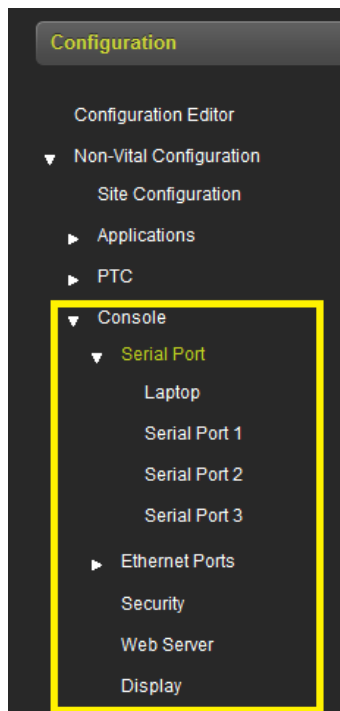 Configuration
Configuration Editor
Non-Vital Configuration
Site Configuration
Applications
PTC
Console
Serial Port
Laptop
Serial Port 1
Serial Port 2
Serial Port 3
Ethernet Ports
Security
Web Server
Display